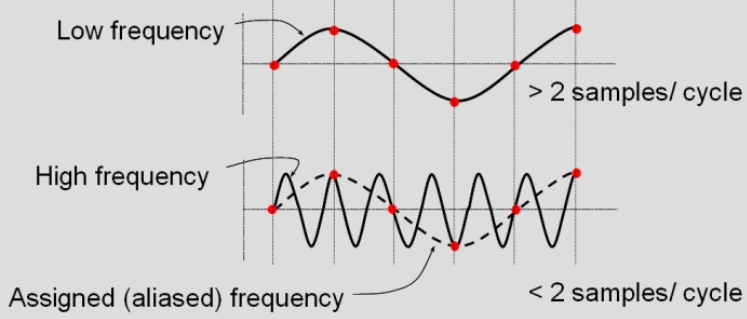 Low frequency
> 2 samples/ cycle
High frequency
Assigned (aliased) frequency
< 2 samples/ cycle